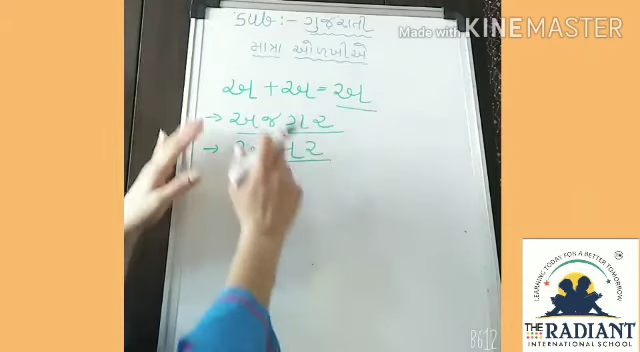 Sub:- ગુજરાતી
માત્રા ઓળખીએ
અ + અ = અ
→ અજગર
→
Made with KINEMASTER
LEARNING TODAY FOR A BETTER TOMORROW
THE RADIANT
INTERNATIONAL SCHOOL
B612